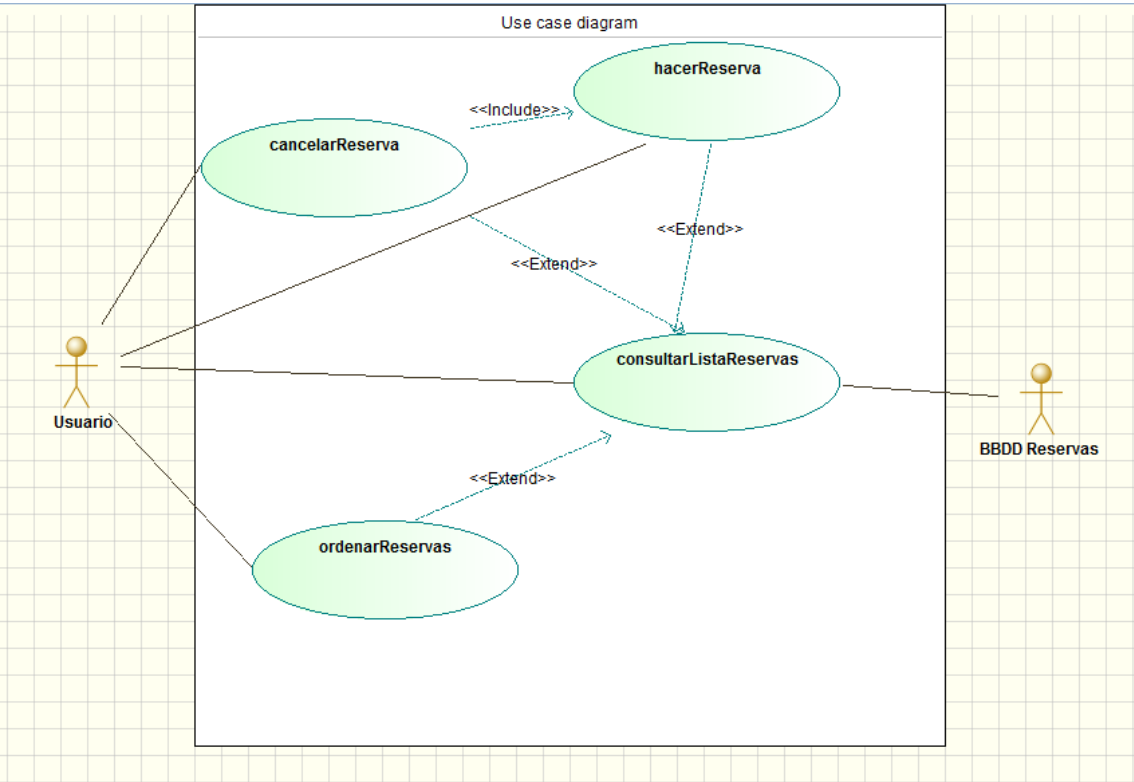 Use case diagram
hacerReserva
<<Include>>
cancelarReserva
<<Extend>>
<<Extend>>
consultarListaReservas
Usuario
BBDD Reservas
<<Extend>>
ordenarReservas